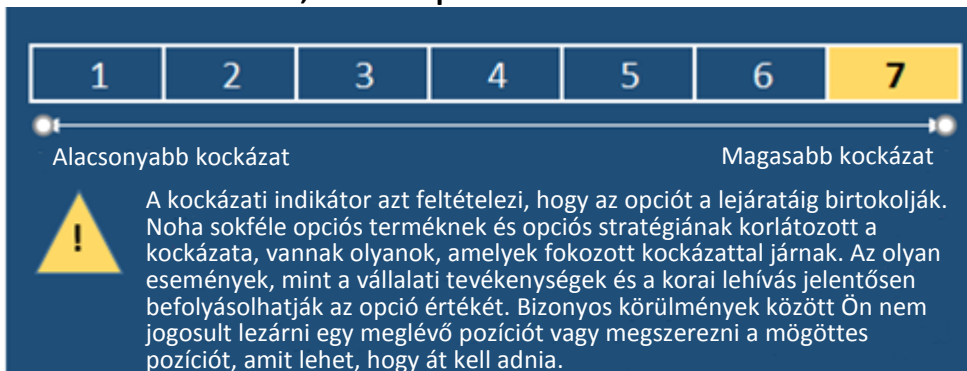 1 2 3 4 5 6 7
Alacsonyabb kockázat Magasabb kockázat
A kockázati indikátor azt feltételezi, hogy az opciót a lejáratáig birtokolják.
! Noha sokféle opciós terméknek és opciós stratégiának korlátozott a
kockázata, vannak olyanok, amelyek fokozott kockázattal járnak. Az olyan
események, mint a vállalati tevékenységek és a korai lehívás jelentősen
befolyásolhatják az opció értékét. Bizonyos körülmények között Ön nem
jogosult lezárni egy meglévő pozíciót vagy megszerezni a mögöttes
pozíciót, amit lehet, hogy át kell adnia.